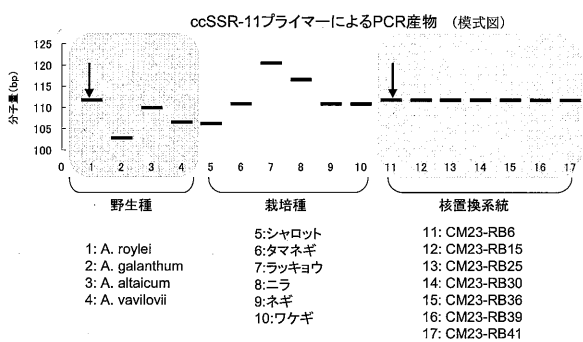 ccSSR-11プライマーによるPCR産物 (模式図)
分子量(bp)
125
120
115
110
105
100
0 1 2 3 4 5 6 7 8 9 10 11 12 13 14 15 16 17
野生種 栽培種 核置換系統
1: A. roylei
2: A. galanthum
3: A. altaicum
4: A. vavilovii
5:シャロット
6:タマネギ
7:ラッキョウ
8:ニラ
9:ネギ
10:ワケギ
11: CM23-RB6
12: CM23-RB15
13: CM23-RB25
14: CM23-RB30
15: CM23-RB36
16: CM23-RB39
17: CM23-RB41